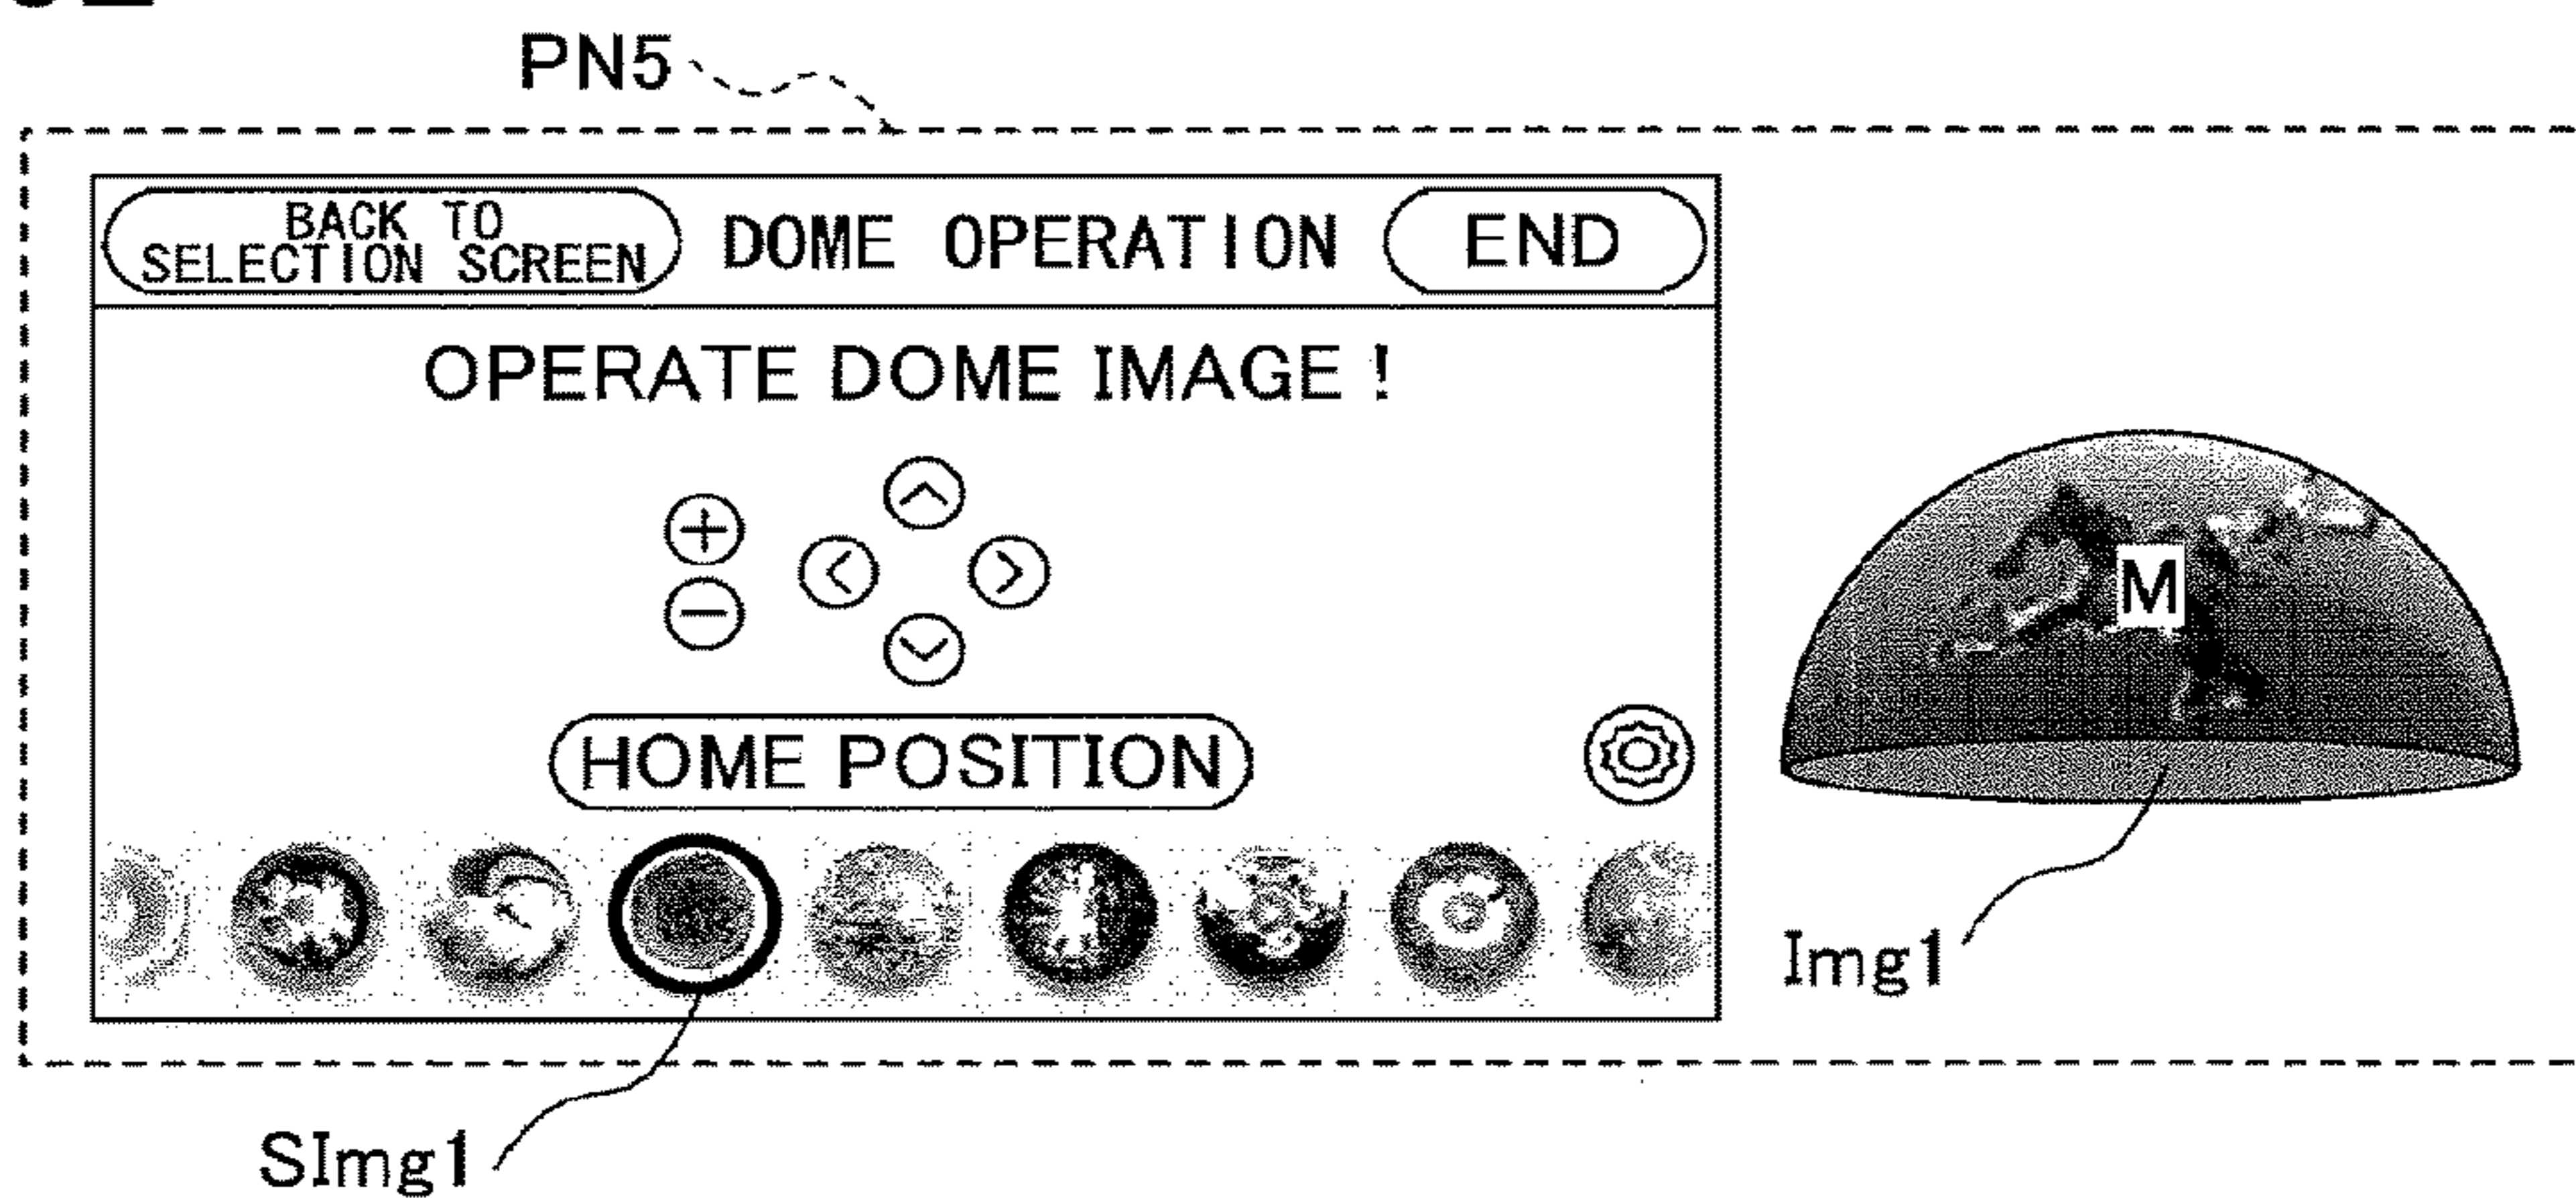 PN5
BACK TO
SELECTION SCREEN
DOME OPERATION
END
OPERATE DOME IMAGE !
+
−
M
HOME POSITION
Img1
SImg1